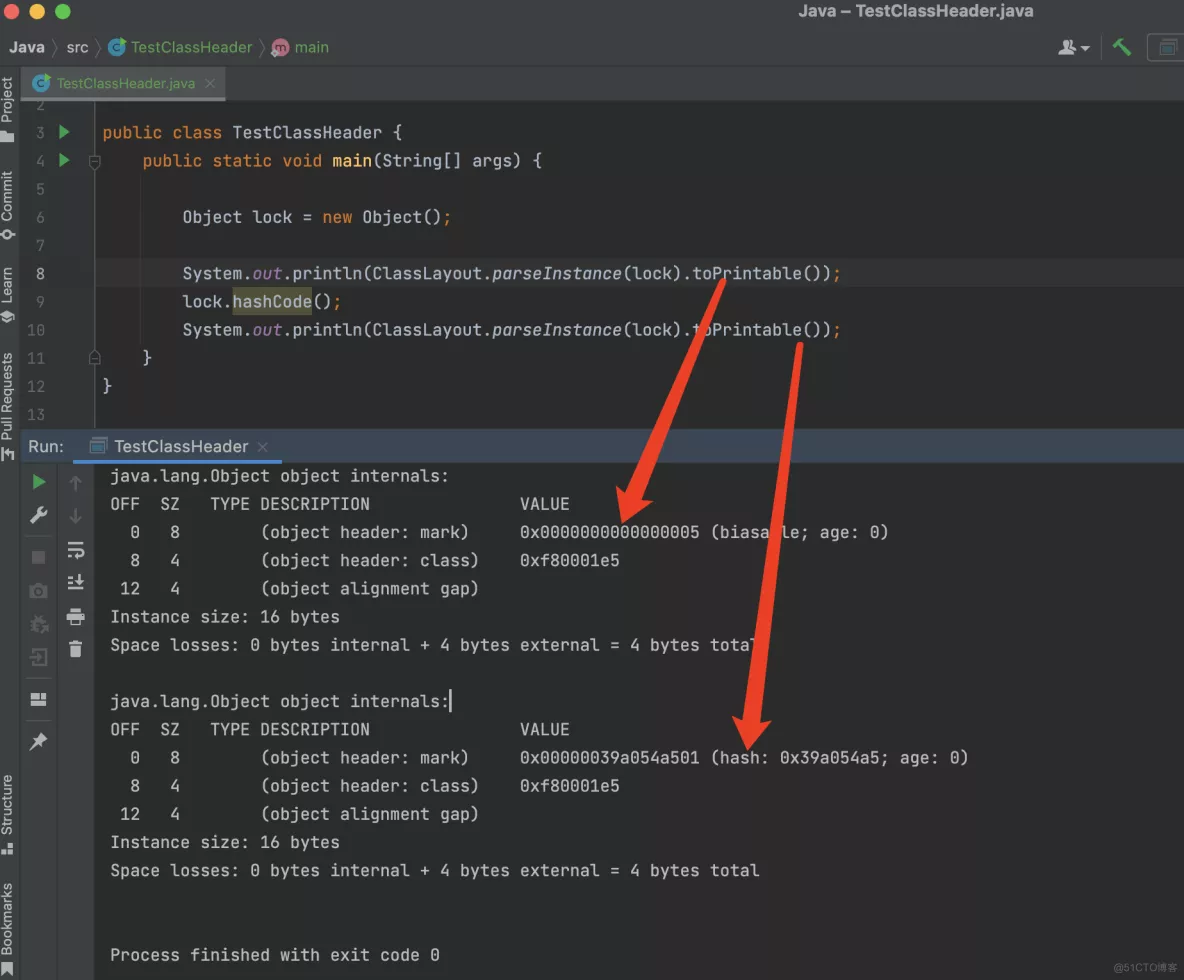 Java – TestClassHeader.java
Java src TestClassHeader main
TestClassHeader.java
Project
Commit
Learn
Pull Requests
Structure
Bookmarks
2
3 public class TestClassHeader {
4 public static void main(String[] args) {
5
6 Object lock = new Object();
7
8 System.out.println(ClassLayout.parseInstance(lock).toPrintable());
9 lock.hashCode();
10 System.out.println(ClassLayout.parseInstance(lock).toPrintable());
11 }
12 }
13
Run: TestClassHeader
java.lang.Object object internals:
OFF SZ TYPE DESCRIPTION VALUE
0 8 (object header: mark) 0x0000000000000005 (biasable; age: 0)
8 4 (object header: class) 0xf80001e5
12 4 (object alignment gap)
Instance size: 16 bytes
Space losses: 0 bytes internal + 4 bytes external = 4 bytes total
java.lang.Object object internals:
OFF SZ TYPE DESCRIPTION VALUE
0 8 (object header: mark) 0x00000039a054a501 (hash: 0x39a054a5; age: 0)
8 4 (object header: class) 0xf80001e5
12 4 (object alignment gap)
Instance size: 16 bytes
Space losses: 0 bytes internal + 4 bytes external = 4 bytes total
Process finished with exit code 0
@51CTO博客